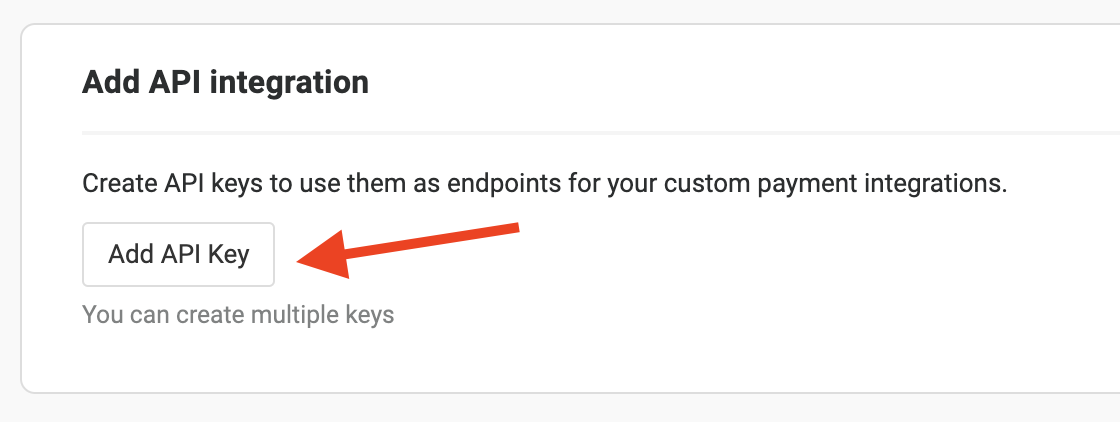 Add API integration
Create API keys to use them as endpoints for your custom payment integrations.
Add API Key
You can create multiple keys